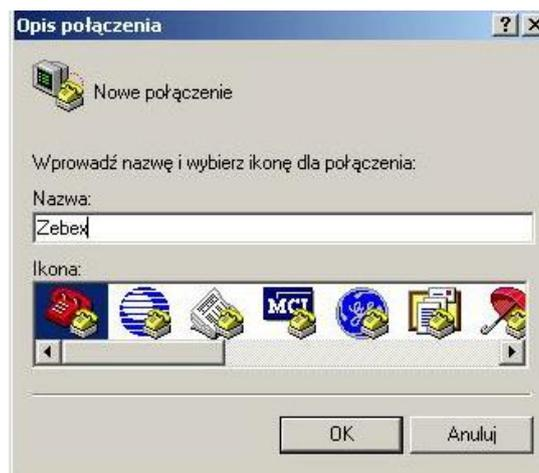 Opis połączenia
Nowe połączenie
Wprowadź nazwę i wybierz ikonę dla połączenia:
Nazwa:
Zebex
Ikona:
MCI
OK
Anuluj